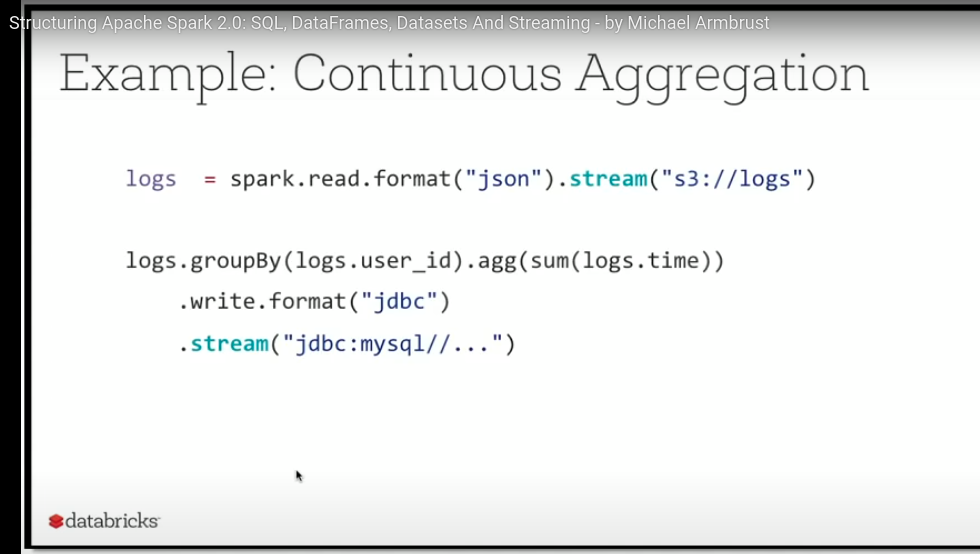 Structuring Apache Spark 2.0: SQL, DataFrames, Datasets And Streaming - by Michael Armbrust
Example: Continuous Aggregation
logs = spark.read.format("json").stream("s3://logs")
logs.groupBy(logs.user_id).agg(sum(logs.time))
.write.format("jdbc")
.stream("jdbc:mysql//...")
databricks